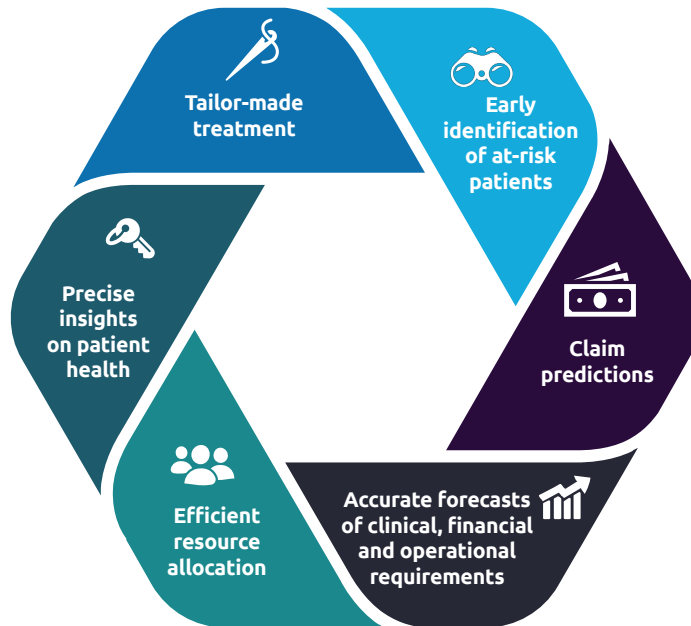 Tailor-made
treatment
Early
identification
of at-risk
patients
Claim
predictions
Accurate forecasts
of clinical, financial
and operational
requirements
Efficient
resource
allocation
Precise
insights
on patient
health